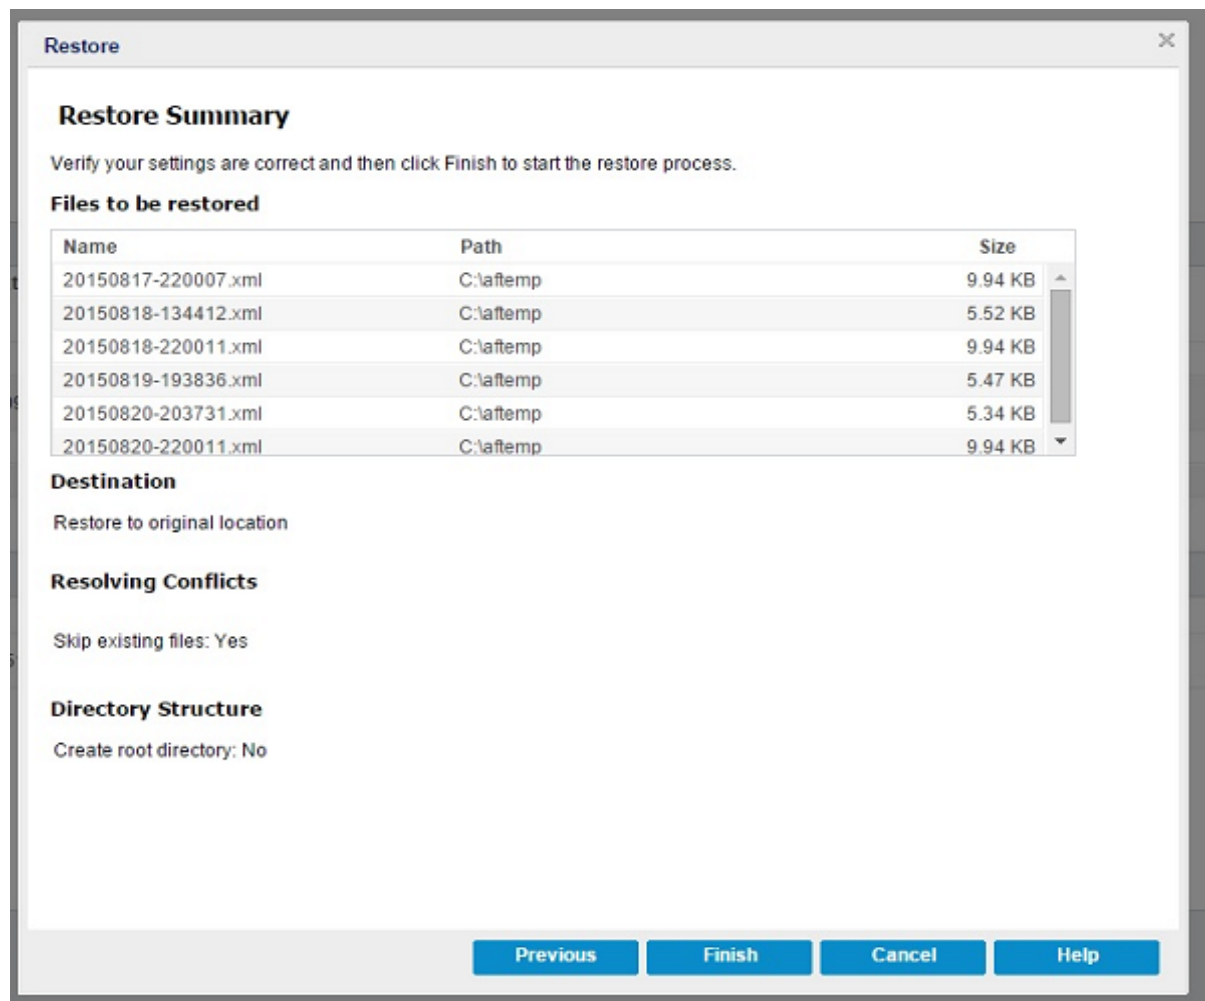 Restore
Restore Summary
Verify your settings are correct and then click Finish to start the restore process.
Files to be restored
Name Path Size
20150817-220007.xml C:\aftemp 9.94 KB
20150818-134412.xml C:\aftemp 5.52 KB
20150818-220011.xml C:\aftemp 9.94 KB
20150819-193836.xml C:\aftemp 5.47 KB
20150820-203731.xml C:\aftemp 5.34 KB
20150820-220011.xml C:\aftemp 9.94 KB
Destination
Restore to original location
Resolving Conflicts
Skip existing files: Yes
Directory Structure
Create root directory: No
Previous Finish Cancel Help